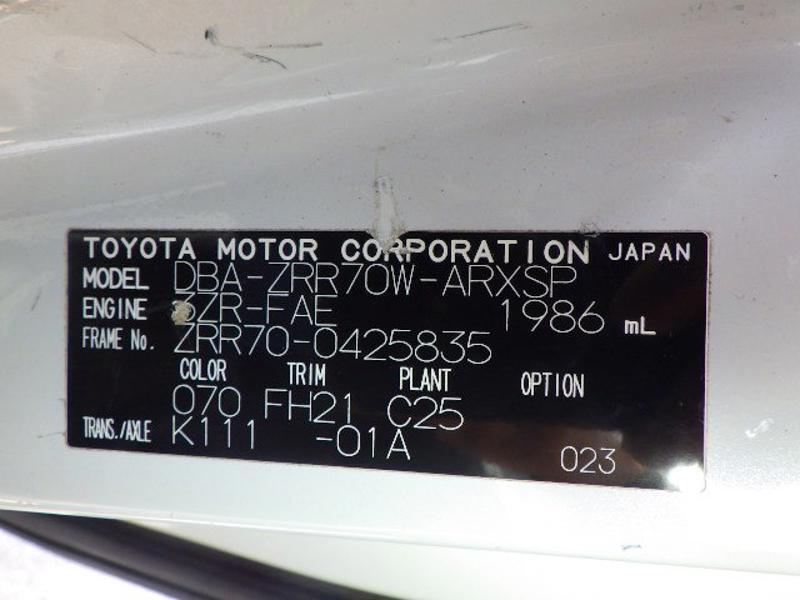 TOYOTA MOTOR CORPORATION JAPAN
MODEL DBA-ZRR70W-ARXSP
ENGINE 3ZR-FAE 1986 mL
FRAME No. ZRR70-0425835
COLOR TRIM PLANT OPTION
070 FH21 C25
TRANS./AXLE K111 -01A
023